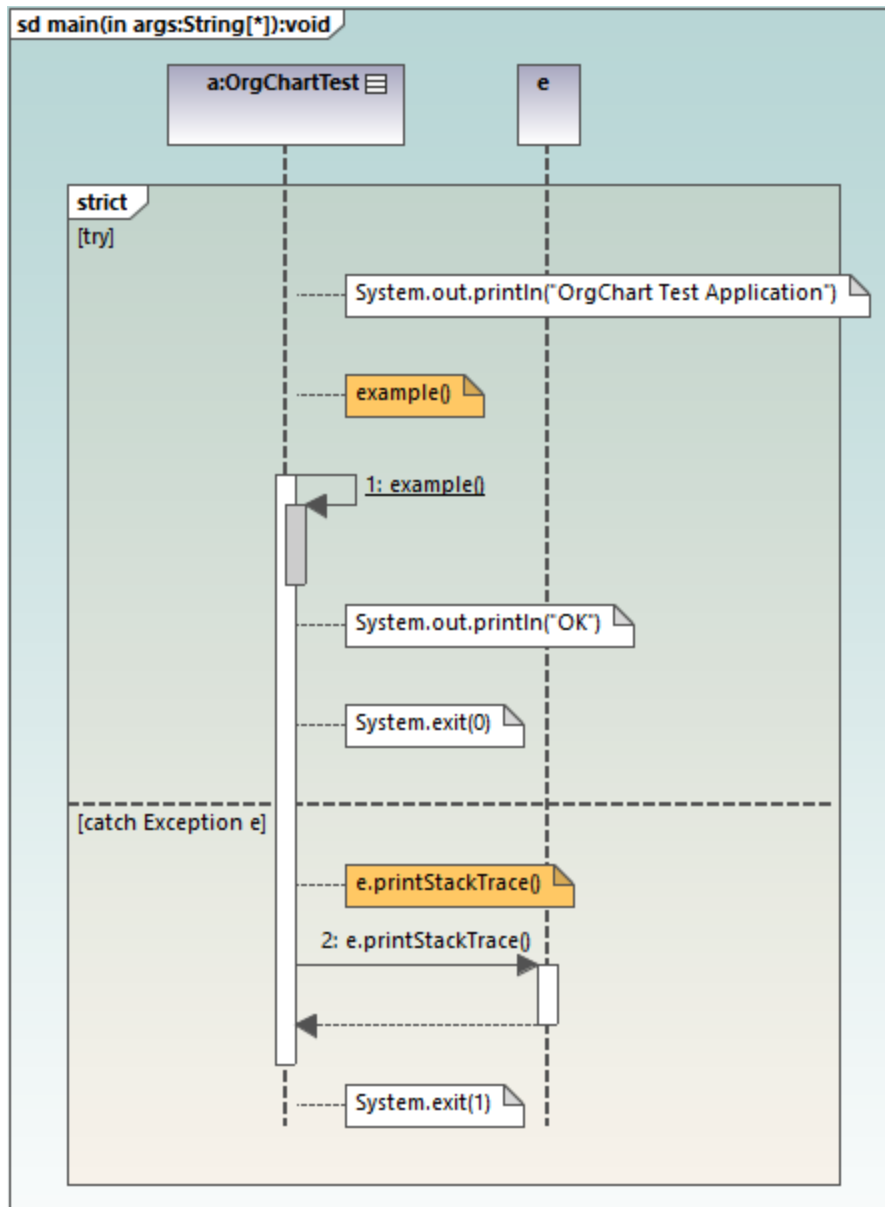 sd main(in args:String[*]):void
a:OrgChartTest
e
strict
[try]
System.out.println("OrgChart Test Application")
example()
1: example()
System.out.println("OK")
System.exit(0)
[catch Exception e]
e.printStackTrace()
2: e.printStackTrace()
System.exit(1)